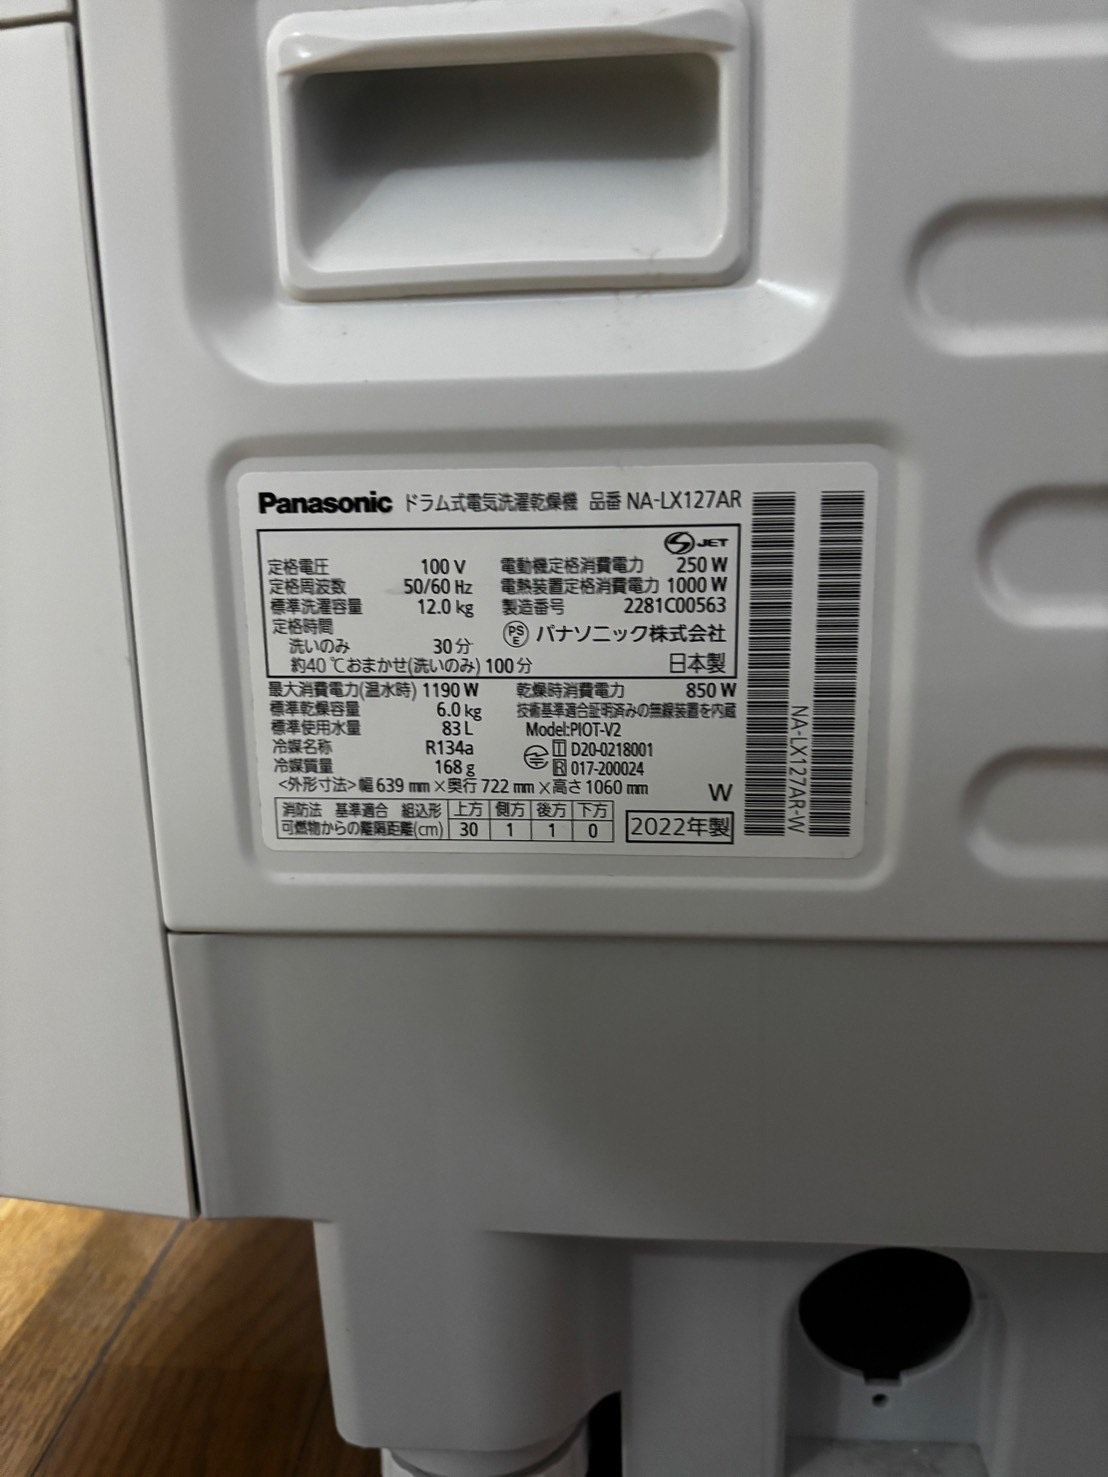 Panasonic ドラム式電気洗濯乾燥機 品番 NA-LX127AR
JET
定格電圧 100 V 電動機定格消費電力 250 W
定格周波数 50/60 Hz 電熱装置定格消費電力 1000 W
標準洗濯容量 12.0 kg 製造番号 2281C00563
定格時間
PSE パナソニック株式会社
洗いのみ 30分
約40℃おまかせ(洗いのみ) 100分 日本製
最大消費電力(温水時) 1190 W 乾燥時消費電力 850 W
標準乾燥容量 6.0 kg 技術基準適合証明済みの無線装置を内蔵
標準使用水量 83 L Model:PIOT-V2
冷媒名称 R134a T D20-0218001
冷媒質量 168 g R 017-200024
<外形寸法>幅 639 mm×奥行 722 mm×高さ 1060 mm W
消防法 基準適合 組込形 上方 側方 後方 下方
可燃物からの離隔距離(cm) 30 1 1 0
2022年製
NA-LX127AR-W